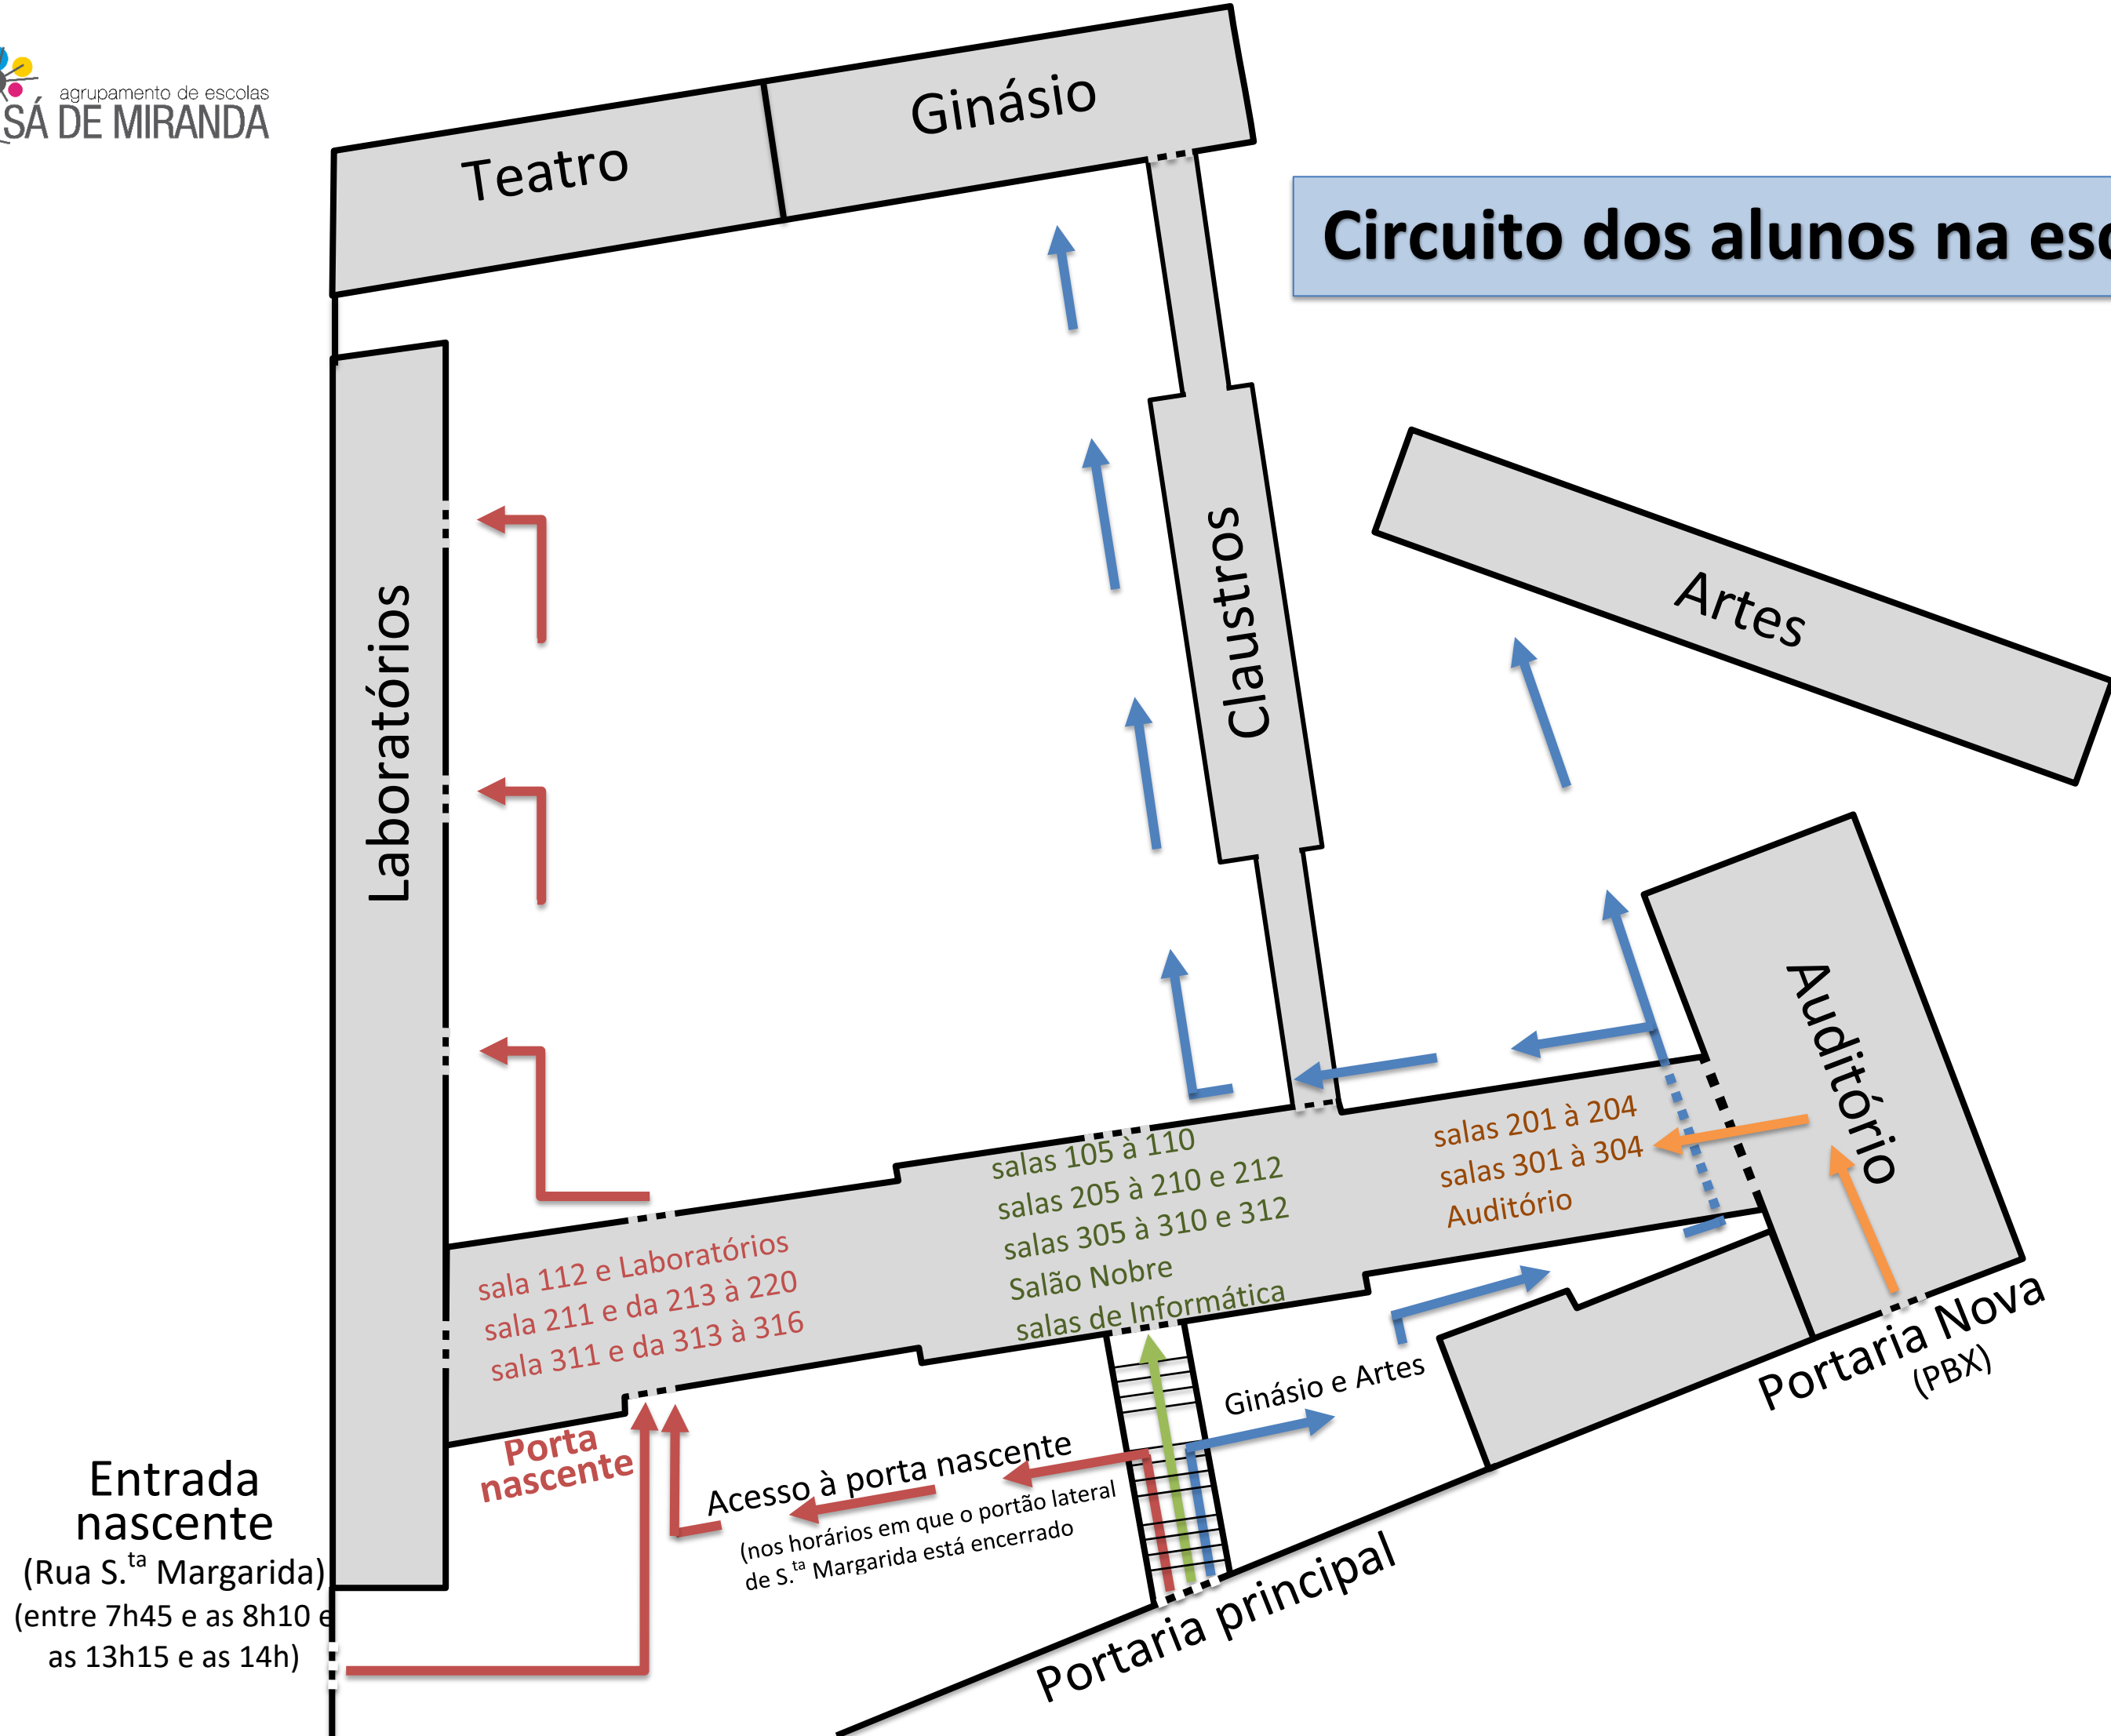 agrupamento de escolas
SÁ DE MIRANDA
Teatro
Ginásio
Circuito dos alunos na
Laboratórios
Claustros
Artes
Auditório
salas 105 à 110
salas 205 à 210 e 212
salas 305 à 310 e 312
Salão Nobre
salas de Informática
salas 201 à 204
salas 301 à 304
Auditório
sala 112 e Laboratórios
sala 211 e da 213 à 220
sala 311 e da 313 à 316
Porta
nascente
Acesso à porta nascente
(nos horários em que o portão lateral
de S.ta Margarida está encerrado
Ginásio e Artes
Portaria Nova
(PBX)
Portaria principal
Entrada
nascente
(Rua S.ta Margarida)
(entre 7h45 e as 8h10 e
as 13h15 e as 14h)